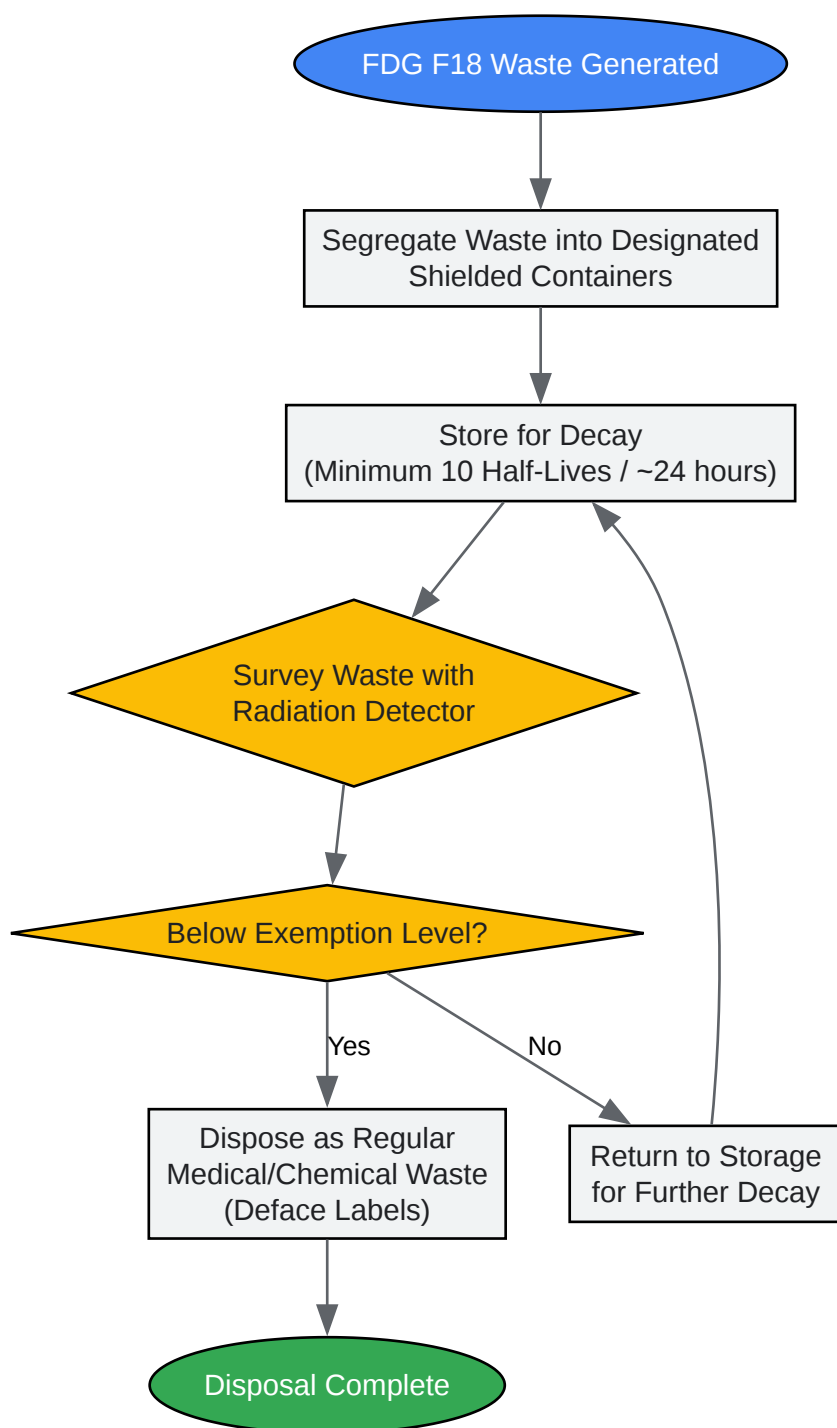 FDG F18 Waste Generated
Segregate Waste into Designated
Shielded Containers
Store for Decay
(Minimum 10 Half-Lives / ~24 hours)
Survey Waste with
Radiation Detector
Below Exemption Level?
Yes
No
Dispose as Regular
Medical/Chemical Waste
(Deface Labels)
Return to Storage
for Further Decay
Disposal Complete